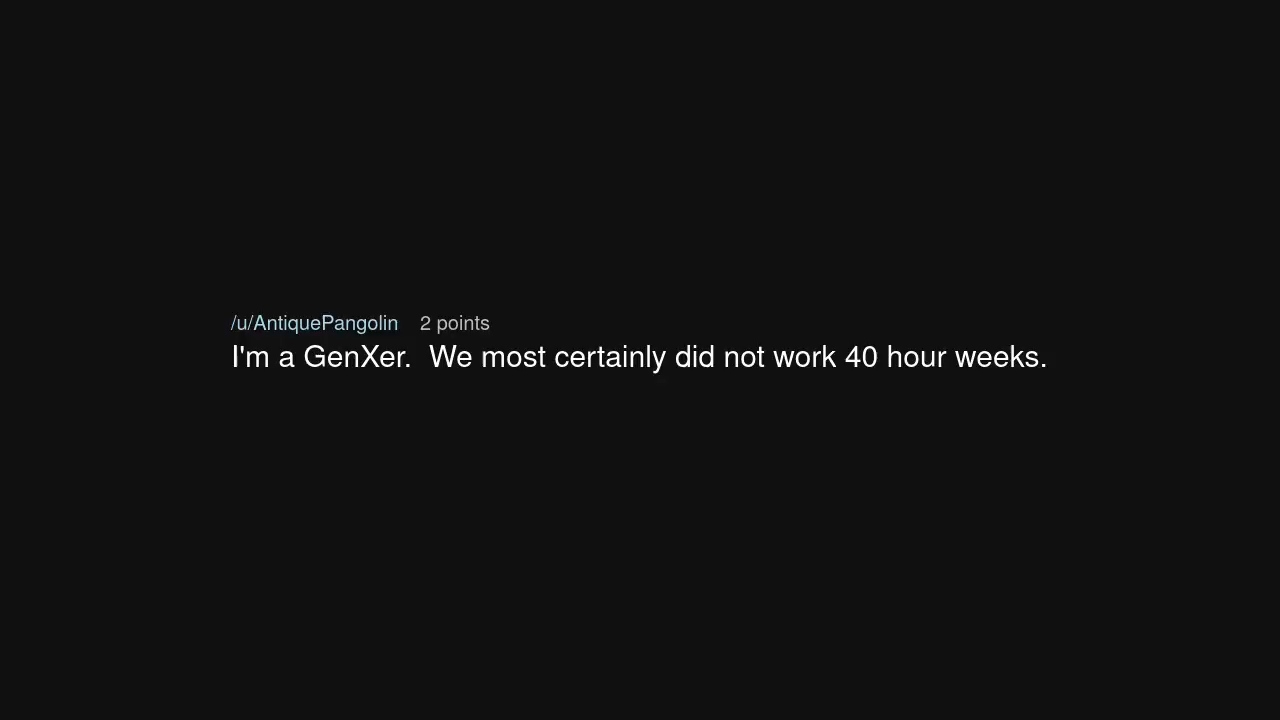 /u/AntiquePangolin 2 points
I'm a GenXer.  We most certainly did not work 40 hour weeks.